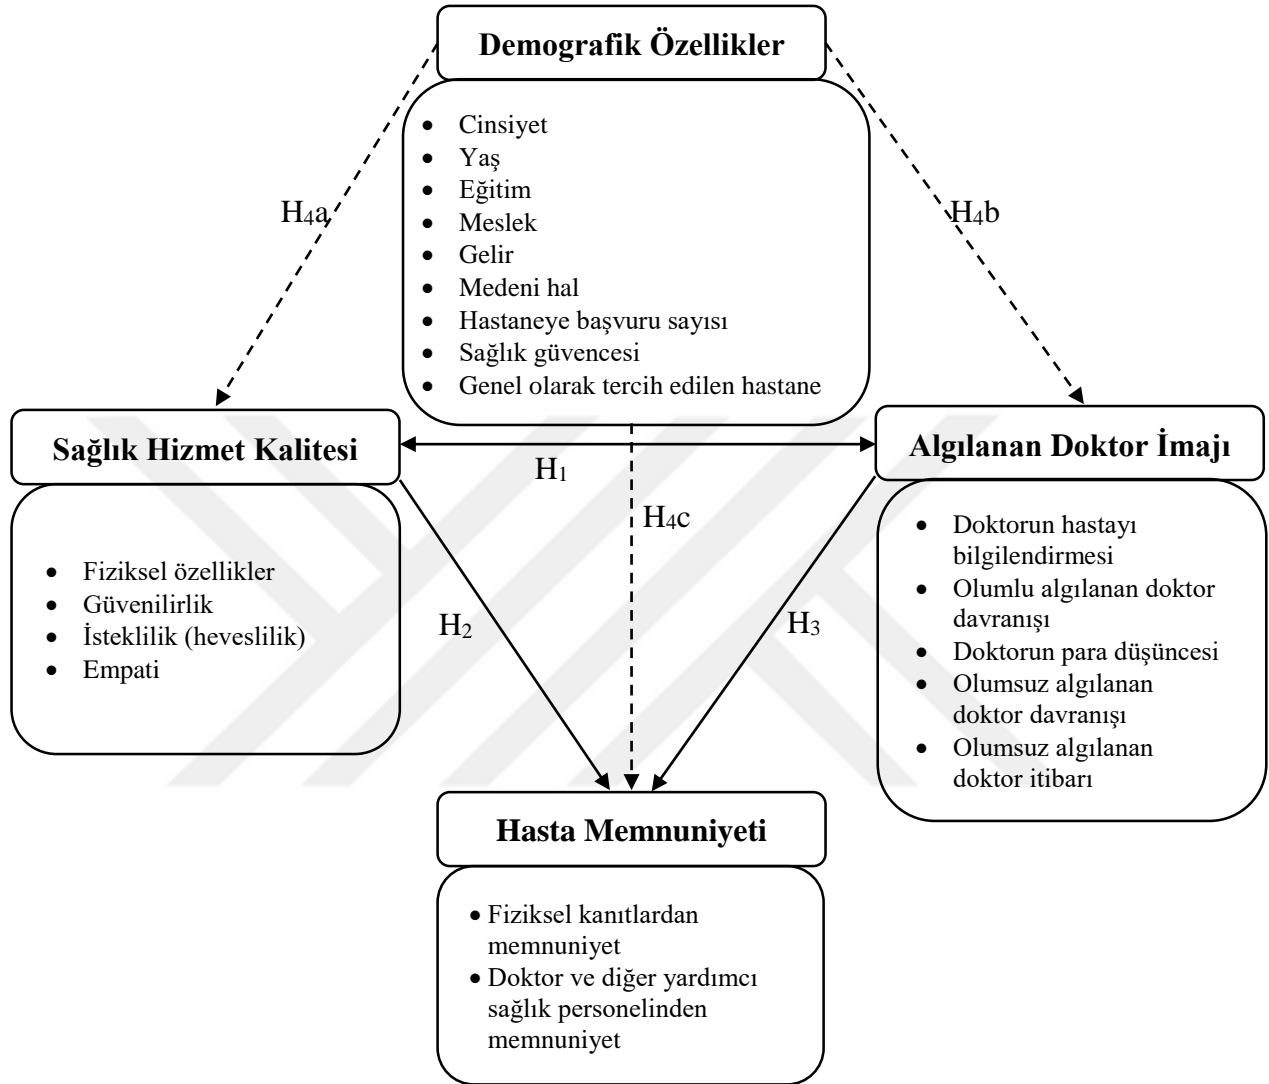 Demografik Özellikler
• Cinsiyet
• Yaş
• Eğitim
• Meslek
• Gelir
• Medeni hal
• Hastaneye başvuru sayısı
• Sağlık güvencesi
• Genel olarak tercih edilen hastane
H4a
H4b
Sağlık Hizmet Kalitesi
• Fiziksel özellikler
• Güvenilirlik
• İsteklilik (heveslilik)
• Empati
H1
H4c
Algılanan Doktor İmajı
• Doktorun hastayı
bilgilendirmesi
• Olumlu algılanan doktor
davranışı
• Doktorun para düşüncesi
• Olumsuz algılanan
doktor davranışı
• Olumsuz algılanan
doktor itibarı
H2
H3
Hasta Memnuniyeti
• Fiziksel kanıtlardan
memnuniyet
• Doktor ve diğer yardımcı
sağlık personelinden
memnuniyet